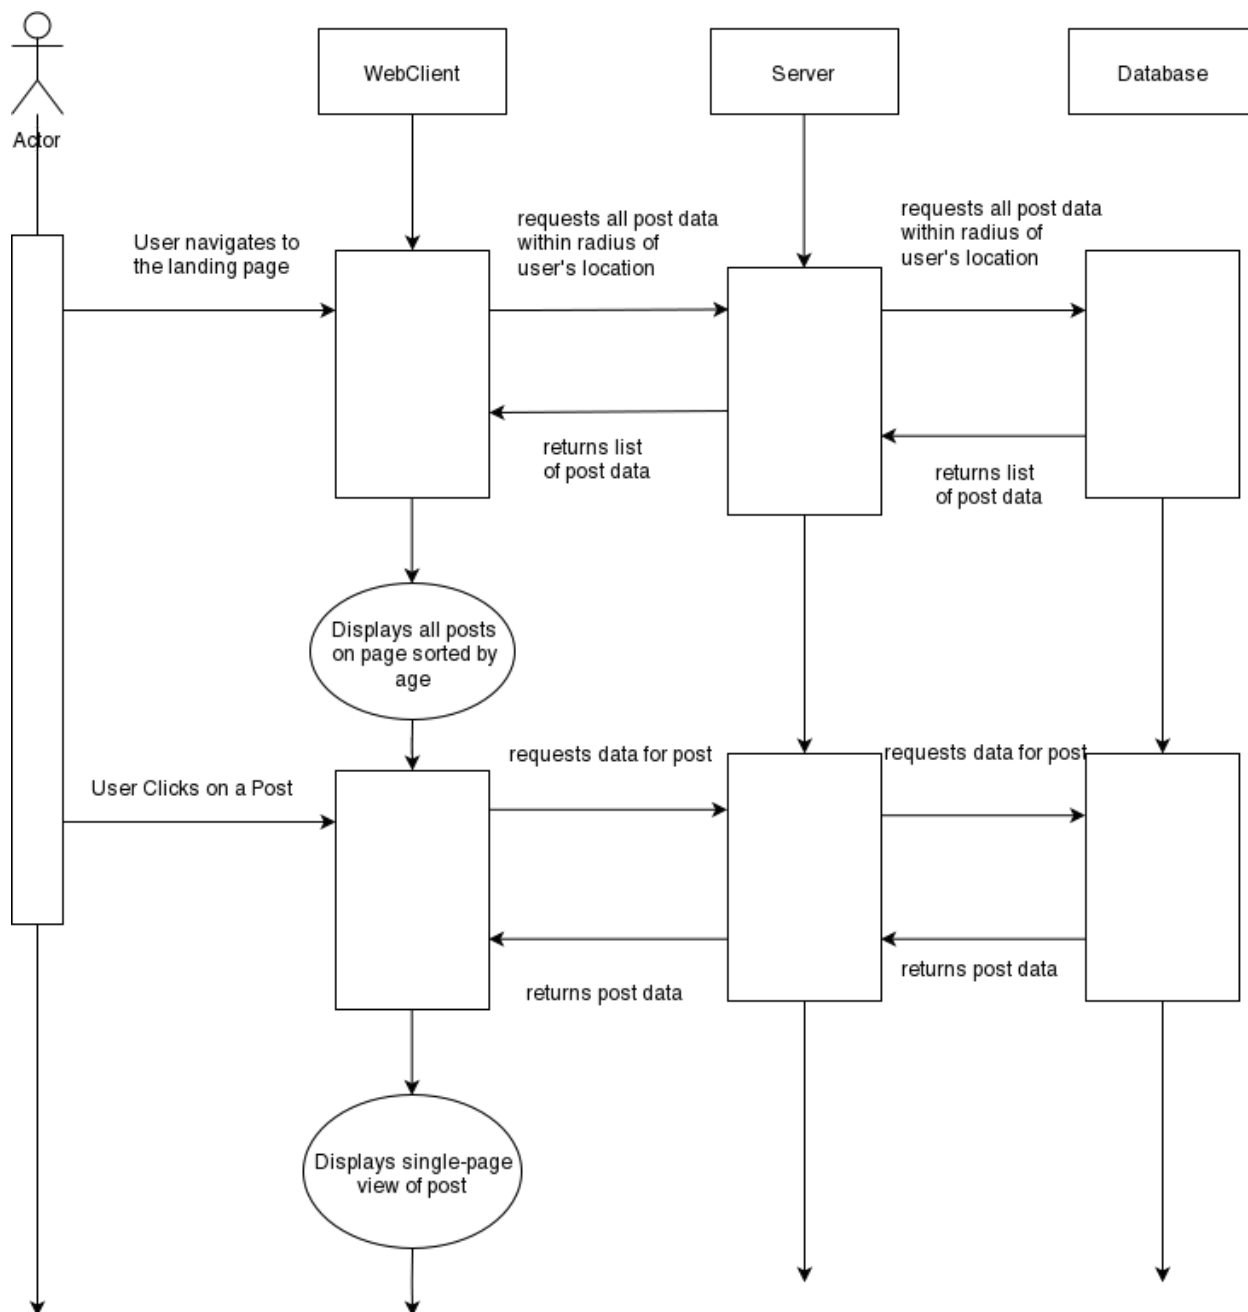 Actor
WebClient
Server
Database
User navigates to
the landing page
requests all post data
within radius of
user's location
requests all post data
within radius of
user's location
returns list
of post data
returns list
of post data
Displays all posts
on page sorted by
age
User Clicks on a Post
requests data for post
requests data for post
returns post data
returns post data
Displays single-page
view of post